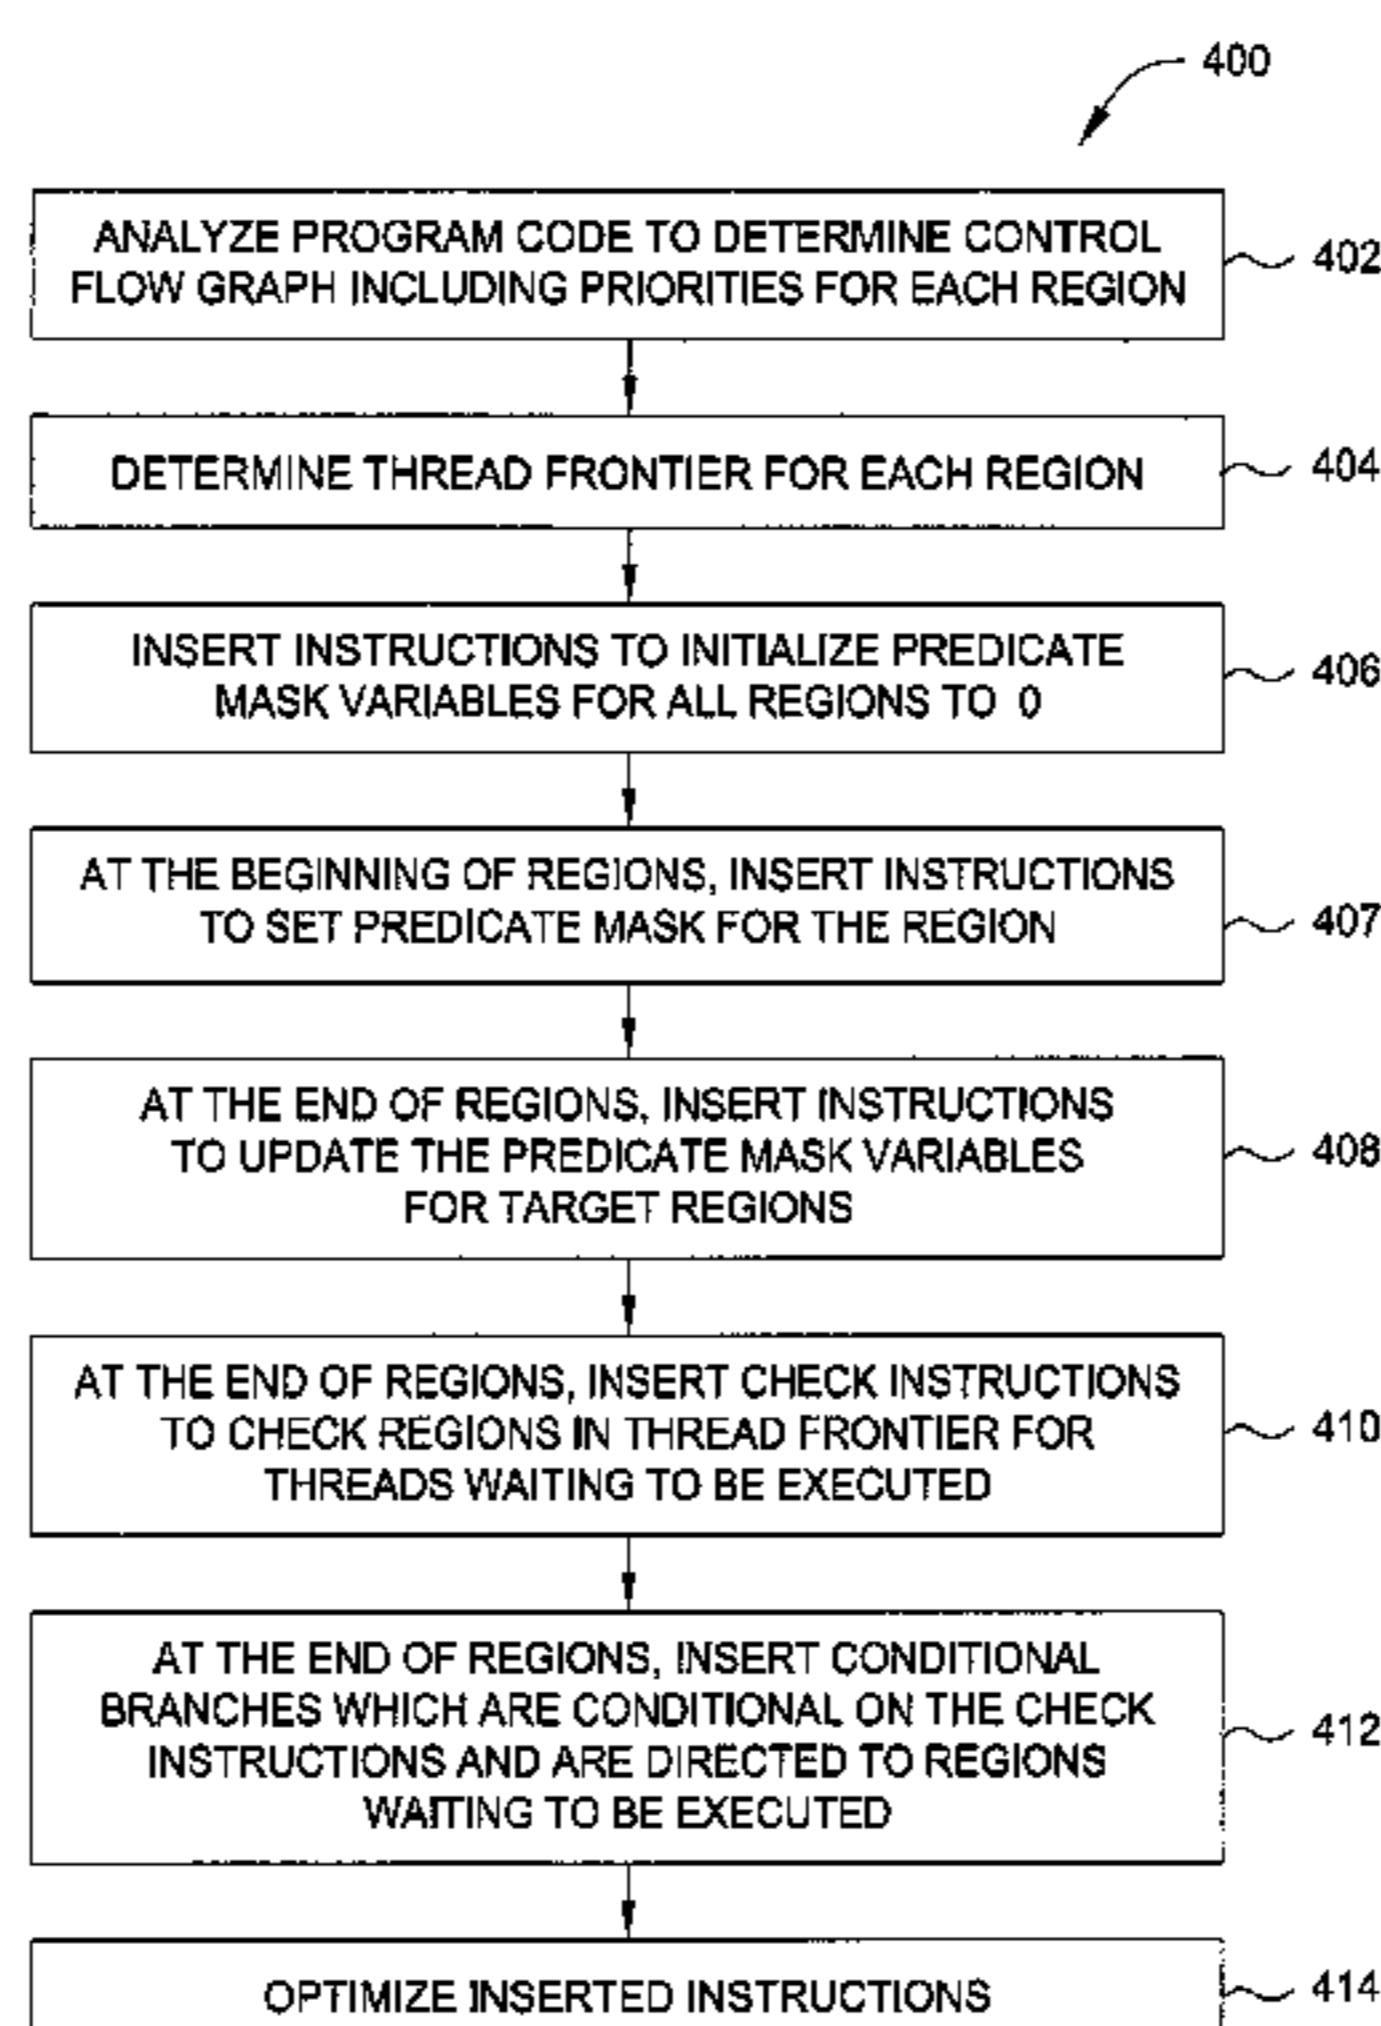 400
ANALYZE PROGRAM CODE TO DETERMINE CONTROL
FLOW GRAPH INCLUDING PRIORITIES FOR EACH REGION
402
DETERMINE THREAD FRONTIER FOR EACH REGION
404
INSERT INSTRUCTIONS TO INITIALIZE PREDICATE
MASK VARIABLES FOR ALL REGIONS TO 0
406
AT THE BEGINNING OF REGIONS, INSERT INSTRUCTIONS
TO SET PREDICATE MASK FOR THE REGION
407
AT THE END OF REGIONS, INSERT INSTRUCTIONS
TO UPDATE THE PREDICATE MASK VARIABLES
FOR TARGET REGIONS
408
AT THE END OF REGIONS, INSERT CHECK INSTRUCTIONS
TO CHECK REGIONS IN THREAD FRONTIER FOR
THREADS WAITING TO BE EXECUTED
410
AT THE END OF REGIONS, INSERT CONDITIONAL
BRANCHES WHICH ARE CONDITIONAL ON THE CHECK
INSTRUCTIONS AND ARE DIRECTED TO REGIONS
WAITING TO BE EXECUTED
412
OPTIMIZE INSERTED INSTRUCTIONS
414